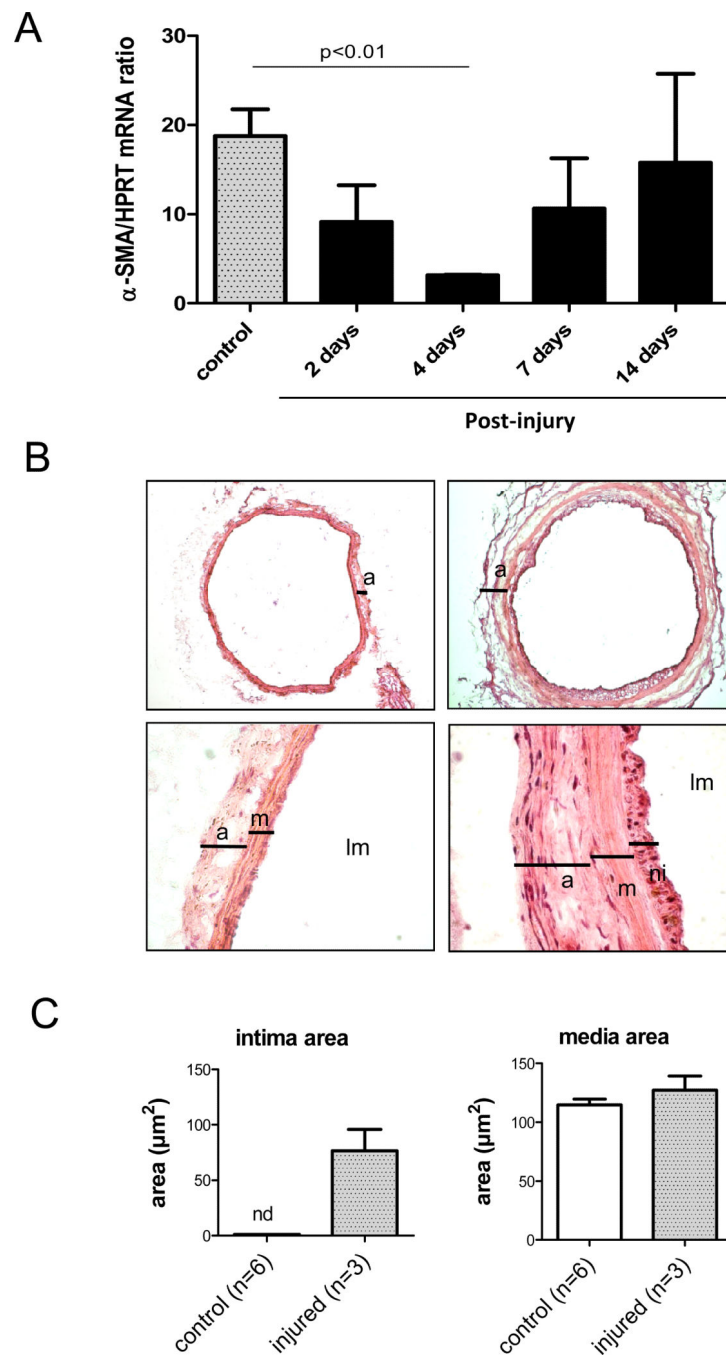 A
α-SMA/HPRT mRNA ratio
30
20
10
0
p<0.01
control
2 days
4 days
7 days
14 days
Post-injury
B
a
a
a
m
lm
a
m
ni
lm
C
intima area
area (µm²)
150
100
50
0
nd
control (n=6)
injured (n=3)
media area
area (µm²)
150
100
50
0
control (n=6)
injured (n=3)